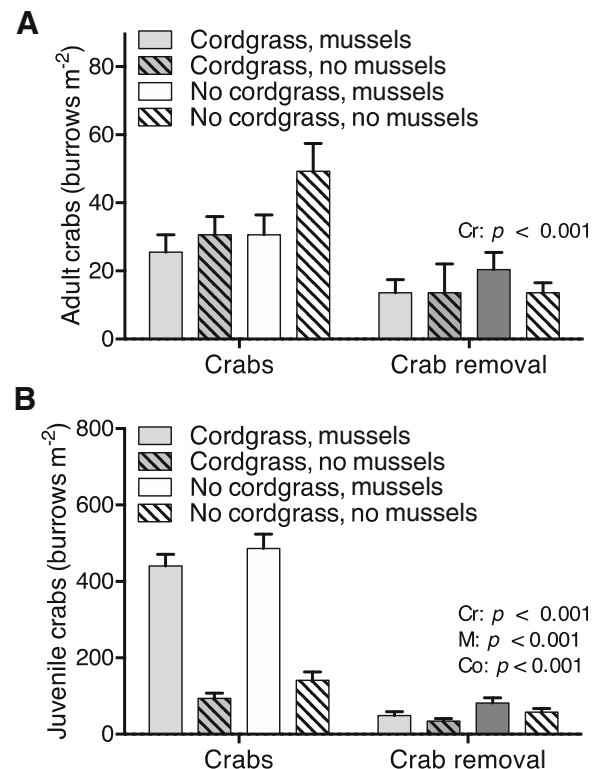 A
Adult crabs (burrows m⁻²)
80
60
40
20
0
Cordgrass, mussels
Cordgrass, no mussels
No cordgrass, mussels
No cordgrass, no mussels
Cr: p < 0.001
Crabs
Crab removal
B
Juvenile crabs (burrows m⁻²)
800
600
400
200
0
Cordgrass, mussels
Cordgrass, no mussels
No cordgrass, mussels
No cordgrass, no mussels
Cr: p < 0.001
M: p <0.001
Co: p<0.001
Crabs
Crab removal